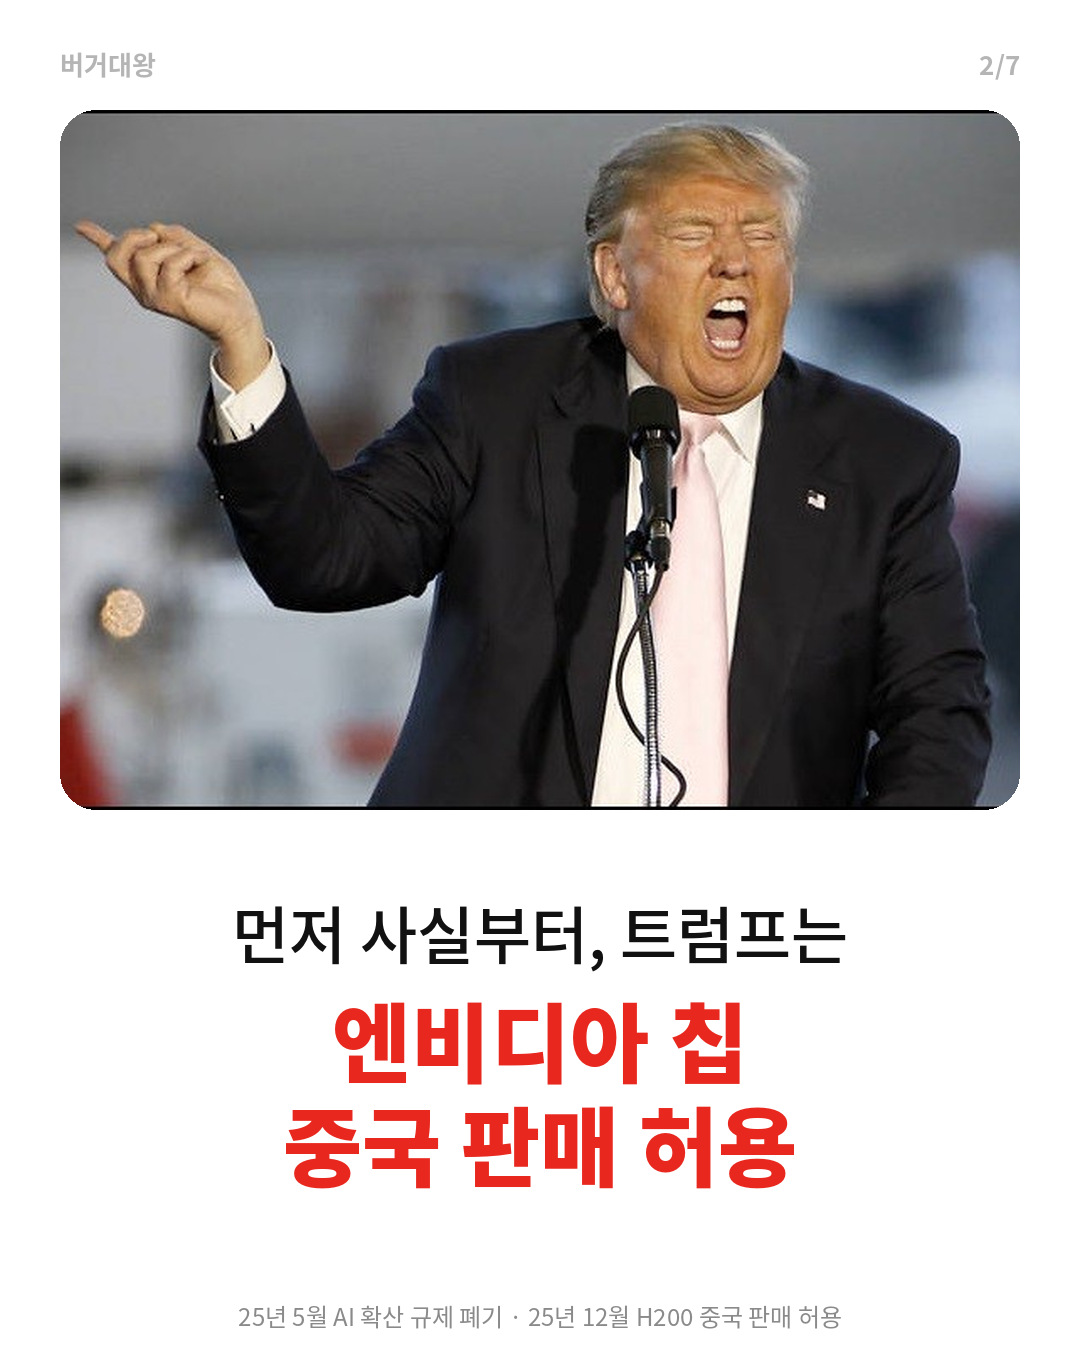 버거대왕
2/7
먼저 사실부터, 트럼프는
엔비디아 칩
중국 판매 허용
25년 5월 AI 확산 규제 폐기 · 25년 12월 H200 중국 판매 허용